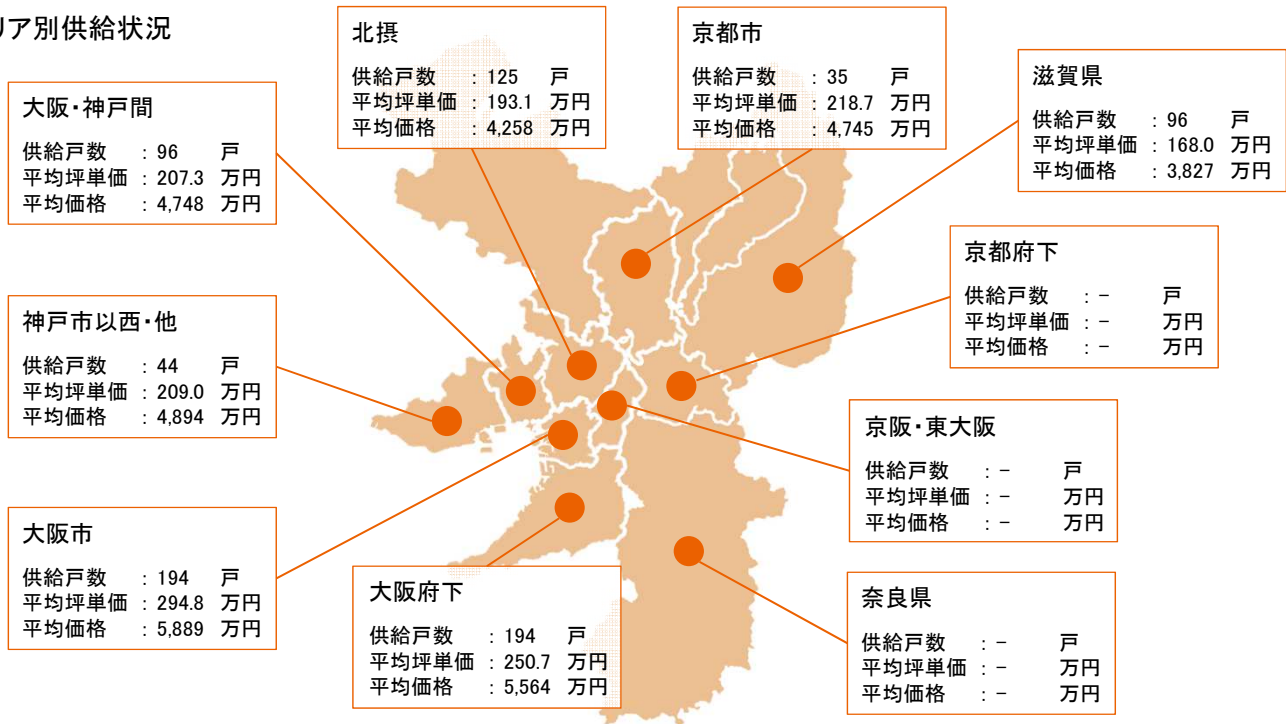 リア別供給状況
北摂
供給戸数 : 125 戸
平均坪単価 : 193.1 万円
平均価格 : 4,258 万円
京都市
供給戸数 : 35 戸
平均坪単価 : 218.7 万円
平均価格 : 4,745 万円
滋賀県
供給戸数 : 96 戸
平均坪単価 : 168.0 万円
平均価格 : 3,827 万円
大阪・神戸間
供給戸数 : 96 戸
平均坪単価 : 207.3 万円
平均価格 : 4,748 万円
京都府下
供給戸数 : － 戸
平均坪単価 : － 万円
平均価格 : － 万円
神戸市以西・他
供給戸数 : 44 戸
平均坪単価 : 209.0 万円
平均価格 : 4,894 万円
京阪・東大阪
供給戸数 : － 戸
平均坪単価 : － 万円
平均価格 : － 万円
大阪市
供給戸数 : 194 戸
平均坪単価 : 294.8 万円
平均価格 : 5,889 万円
大阪府下
供給戸数 : 194 戸
平均坪単価 : 250.7 万円
平均価格 : 5,564 万円
奈良県
供給戸数 : － 戸
平均坪単価 : － 万円
平均価格 : － 万円